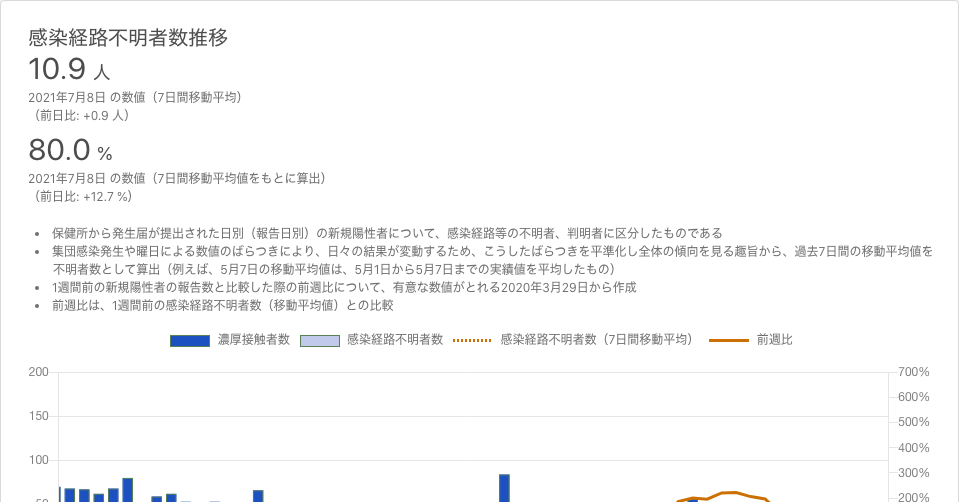 感染経路不明者数推移
10.9 人
2021年7月8日 の数値（7日間移動平均）
（前日比: +0.9 人）
80.0 %
2021年7月8日 の数値（7日間移動平均値をもとに算出）
（前日比: +12.7 %）
• 保健所から発生届が提出された日別（報告日別）の新規陽性者について、感染経路等の不明者、判明者に区分したものである
• 集団感染発生や曜日による数値のばらつきにより、日々の結果が変動するため、こうしたばらつきを平準化し全体の傾向を見る趣旨から、過去7日間の移動平均値を
不明者数として算出（例えば、5月7日の移動平均値は、5月1日から5月7日までの実績値を平均したもの）
• 1週間前の新規陽性者の報告数と比較した際の前週比について、有意な数値がとれる2020年3月29日から作成
• 前週比は、1週間前の感染経路不明者数（移動平均値）との比較
濃厚接触者数 感染経路不明者数 感染経路不明者数（7日間移動平均） 前週比
200 700%
600%
150 500%
400%
100 300%
50 200%